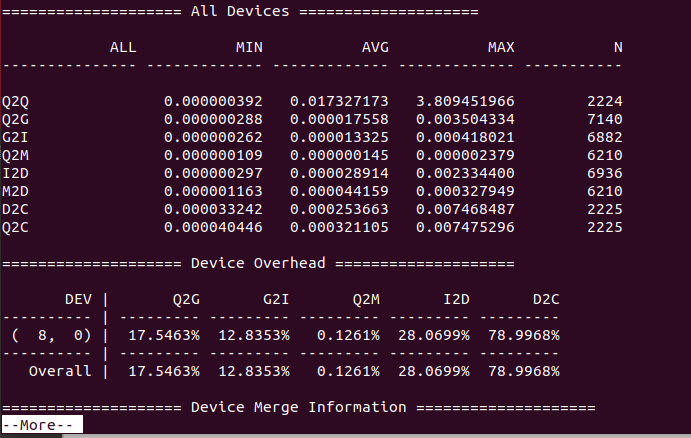 ==================== All Devices ====================
ALL MIN AVG MAX N
--------------- ------------- ------------- ------------- -----------
Q2Q 0.000000392 0.017327173 3.809451966 2224
Q2G 0.000000288 0.000017558 0.003504334 7140
G2I 0.000000262 0.000013325 0.000418021 6882
Q2M 0.000000109 0.000000145 0.000002379 6210
I2D 0.000000297 0.000028914 0.002334400 6936
M2D 0.000001163 0.000044159 0.000327949 6210
D2C 0.000033242 0.000253663 0.007468487 2225
Q2C 0.000040446 0.000321105 0.007475296 2225
==================== Device Overhead ====================
DEV | Q2G G2I Q2M I2D D2C
---------- | --------- --------- --------- --------- ---------
( 8, 0) | 17.5463% 12.8353% 0.1261% 28.0699% 78.9968%
---------- | --------- --------- --------- --------- ---------
Overall | 17.5463% 12.8353% 0.1261% 28.0699% 78.9968%
==================== Device Merge Information ====================
--More--